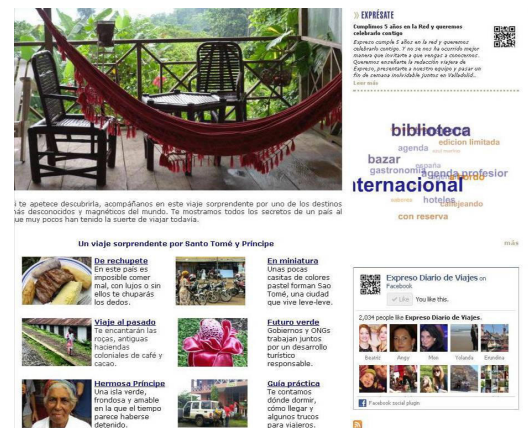 EXPRÉSATE
Cumplimos 5 años en la Red y queremos
celebrarlo contigo
Expreso cumple 5 años en la red y queremos
celebrarlo contigo. Y no se nos ha ocurrido mejor
manera que invitarte a que vengas a conocernos.
Queremos enseñarte la redacción viajera de
Expreso, presentarte a nuestro equipo y pasar un
fin de semana inolvidable juntos en Valladolid..
Leer más
biblioteca
edicion limitada
agenda
bazar
españa
gastronomia
agenda profesior
nternacional
hoteles
callejeando
con reserva
más
i te apetece descubrirla, acompáñanos en este viaje sorprendente por uno de los destinos
nás desconocidos y magnéticos del mundo. Te mostramos todos los secretos de un país al
ue muy pocos han tenido la suerte de viajar todavía.
Un viaje sorprendente por Santo Tomé y Príncipe
De rechupete
En este país es
imposible comer
mal, con lujos o sin
ellos te chuparás
los dedos.
En miniatura
Unas pocas
casitas de colores
pastel forman Sao
Tomé, una ciudad
que vive leve-leve.
Viaje al pasado
Te encantarán las
roças, antiguas
haciendas
coloniales de café y
cacao.
Futuro verde
Gobiernos y ONGs
trabajan juntos
por un desarrollo
turístico
responsable.
Hermosa Príncipe
Una isla verde,
frondosa y amable
en la que el tiempo
parece haberse
detenido.
Guía práctica
Te contamos
dónde dormir,
cómo llegar y
algunos trucos
para viajeros.
Expreso Diario de Viajes on
Facebook
Like You like this.
2,034 people like Expreso Diario de Viajes.
Beatriz Angy Mon Yolanda Erundina
Facebook social plugin